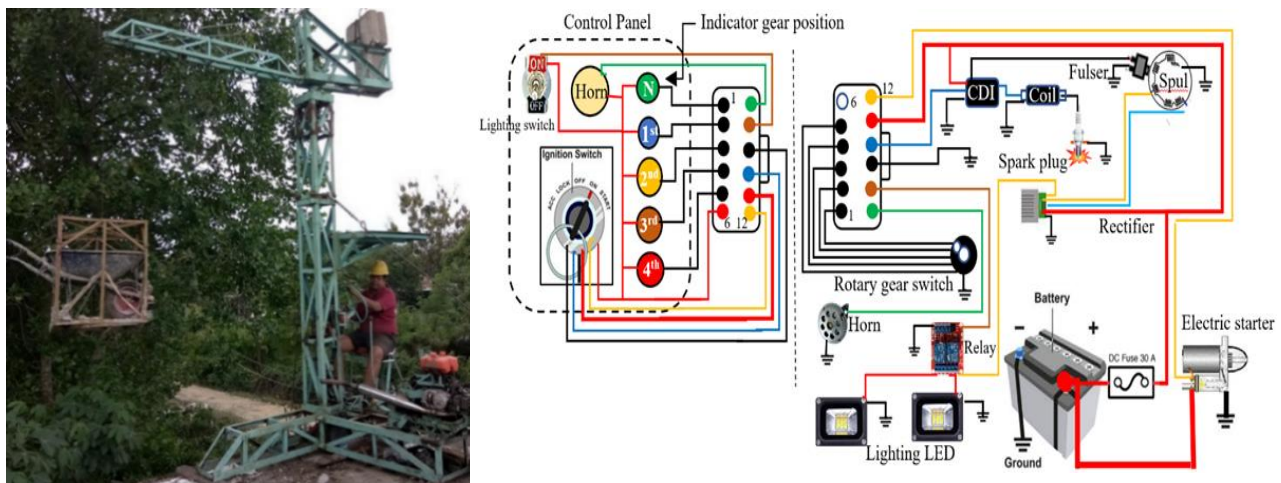 Control Panel
Indicator gear position
ON
OFF
Lighting switch
Horn
N
1st
2nd
3rd
4th
Ignition Switch
ACC LOCK OFF ON START
1
6 12
6
12
1
CDI
Coil
Fulser
Spul
Spark plug
Rectifier
Rotary gear switch
Horn
Relay
Lighting LED
Battery
-
+
Ground
DC Fuse 30 A
Electric starter